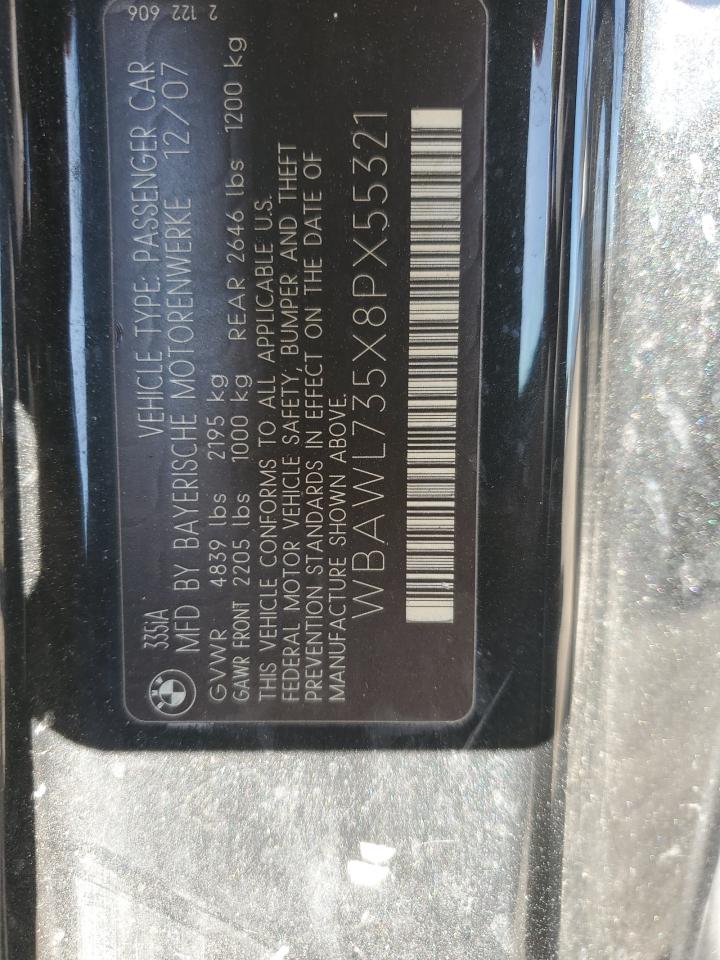 2 122 606
335iA VEHICLE TYPE: PASSENGER CAR
MFD BY BAYERISCHE MOTORENWERKE 12/07
GVWR 4839 lbs 2195 kg
GAWR FRONT 2205 lbs 1000 kg REAR 2646 lbs 1200 kg
THIS VEHICLE CONFORMS TO ALL APPLICABLE U.S.
FEDERAL MOTOR VEHICLE SAFETY, BUMPER AND THEFT
PREVENTION STANDARDS IN EFFECT ON THE DATE OF
MANUFACTURE SHOWN ABOVE.
WBAWL735X8PX55321